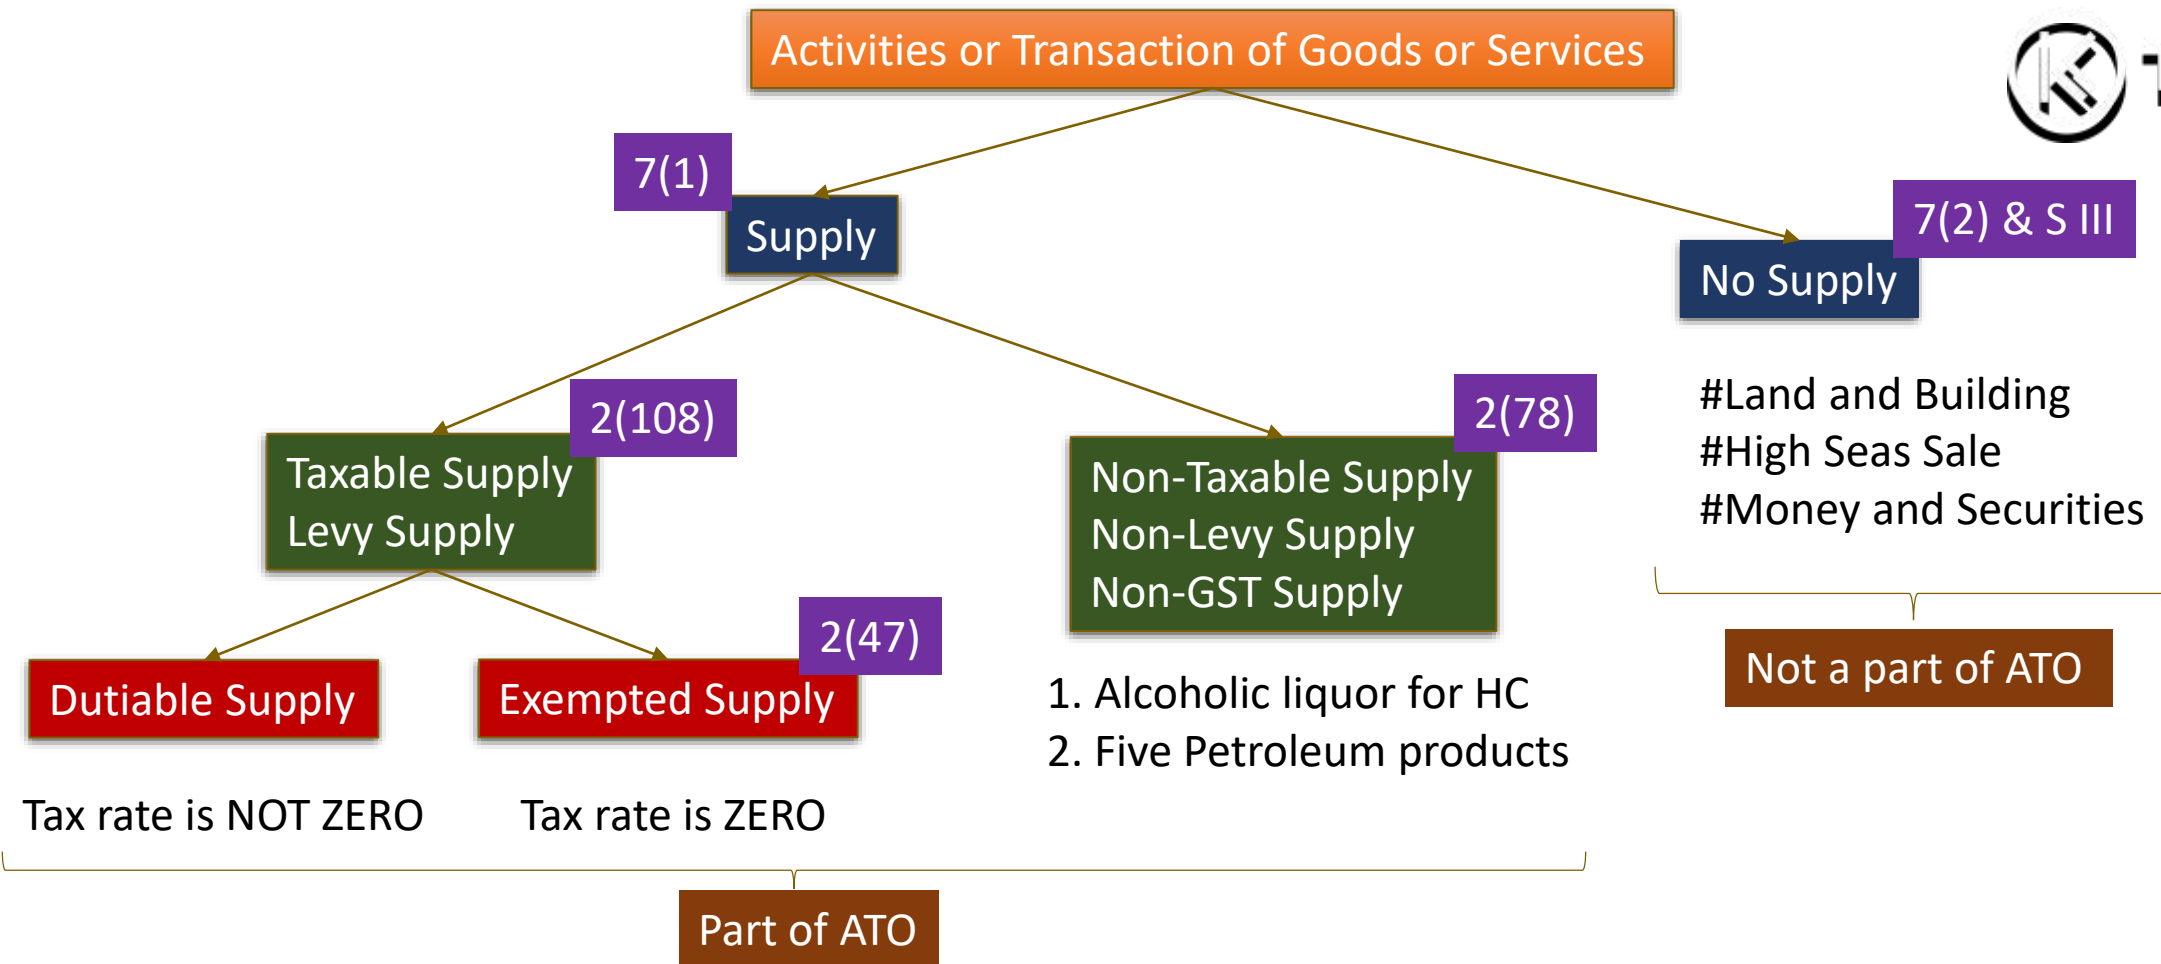 Activities or Transaction of Goods or Services
7(1)
Supply
7(2) & S III
No Supply
#Land and Building
#High Seas Sale
#Money and Securities
Not a part of ATO
2(108)
Taxable Supply
Levy Supply
2(78)
Non-Taxable Supply
Non-Levy Supply
Non-GST Supply
1. Alcoholic liquor for HC
2. Five Petroleum products
Dutiable Supply
2(47)
Exempted Supply
Tax rate is NOT ZERO
Tax rate is ZERO
Part of ATO